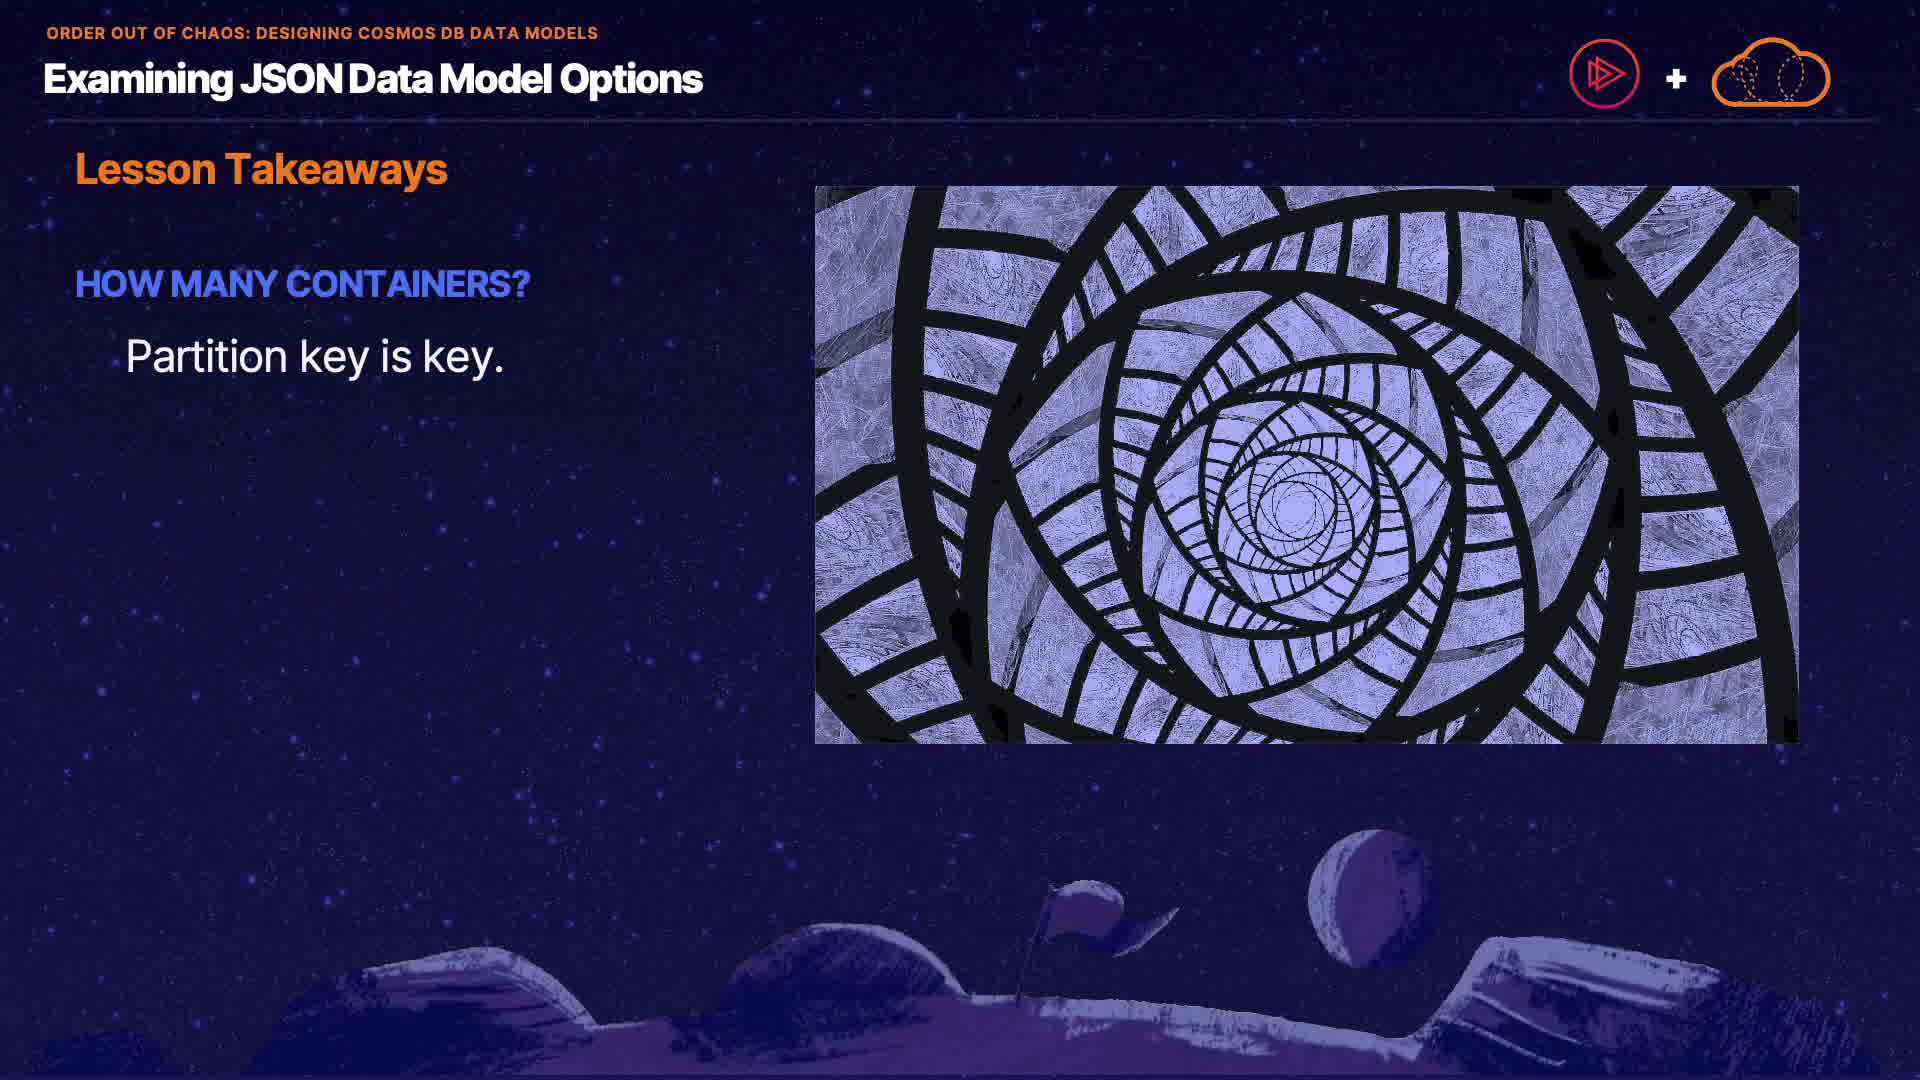 ORDER OUT OF CHAOS: DESIGNING COSMOS DB DATA MODELS
Examining JSON Data Model Options
Lesson Takeaways
HOW MANY CONTAINERS?
Partition key is key.